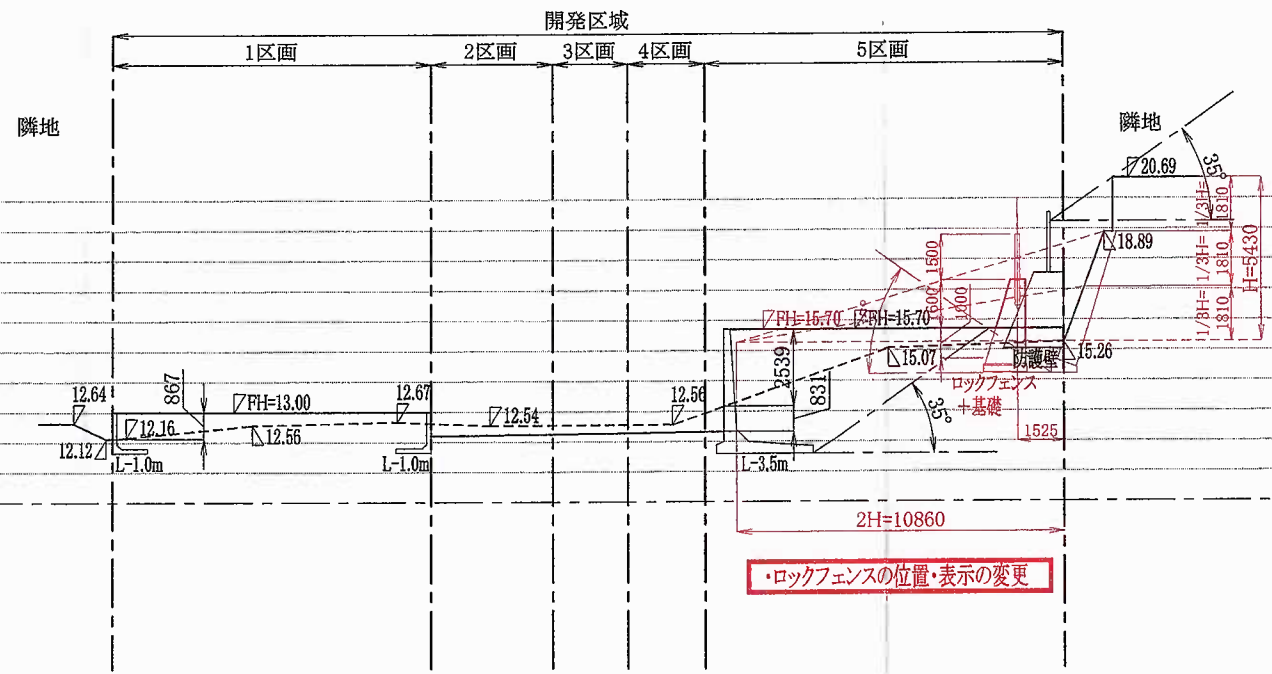 開発区域
1区画
2区画
3区画
4区画
5区画
隣地
隣地
35°
20.69
1/3H=
1810
18.89
1/3H=
1810
H=5430
1/3H=
1810
1500
1600
1000
FH=15.70
FH=15.70
15.07
防護壁
15.26
ロックフェンス
+基礎
2539
831
35°
1525
12.64
867
12.67
12.56
FH=13.00
12.16
12.56
12.54
12.12
L-1.0m
L-1.0m
L-3.5m
2H=10860
・ロックフェンスの位置・表示の変更